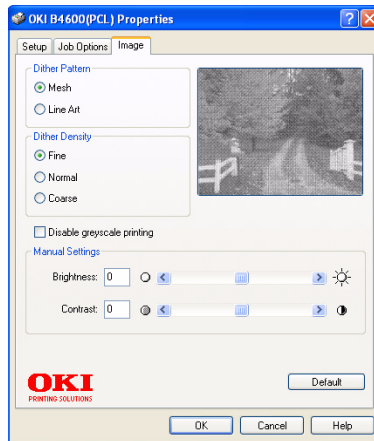 OKI B4600(PCL) Properties
Setup Job Options Image
Dither Pattern
Mesh
Line Art
Dither Density
Fine
Normal
Coarse
Disable greyscale printing
Manual Settings
Brightness: 0
Contrast: 0
OKI
PRINTING SOLUTIONS
Default
OK Cancel Help